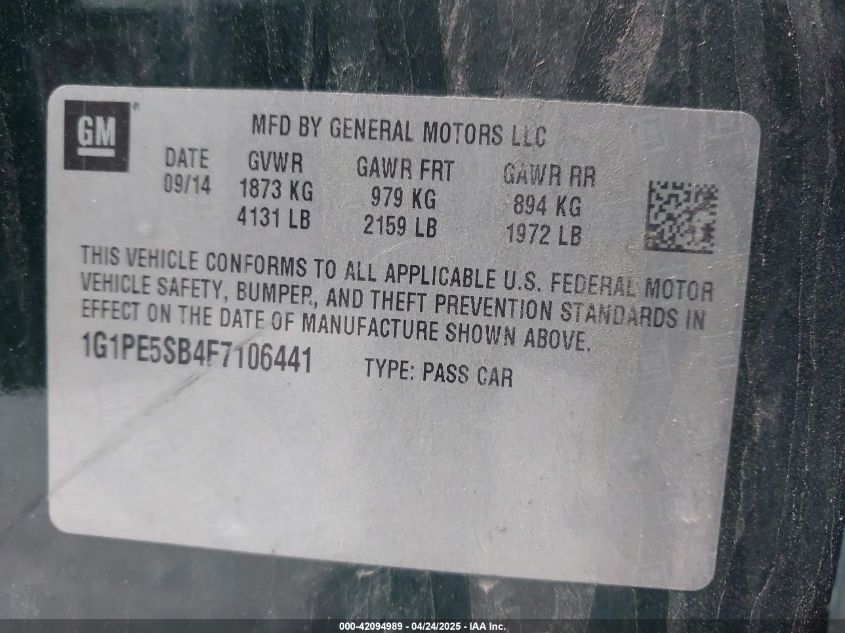 GM ®
MFD BY GENERAL MOTORS LLC
DATE GVWR GAWR FRT GAWR RR
09/14 1873 KG 979 KG 894 KG
4131 LB 2159 LB 1972 LB
THIS VEHICLE CONFORMS TO ALL APPLICABLE U.S. FEDERAL MOTOR
VEHICLE SAFETY, BUMPER, AND THEFT PREVENTION STANDARDS IN
EFFECT ON THE DATE OF MANUFACTURE SHOWN ABOVE.
1G1PE5SB4F7106441 TYPE: PASS CAR
000-42094989 - 04/24/2025 - IAA Inc.